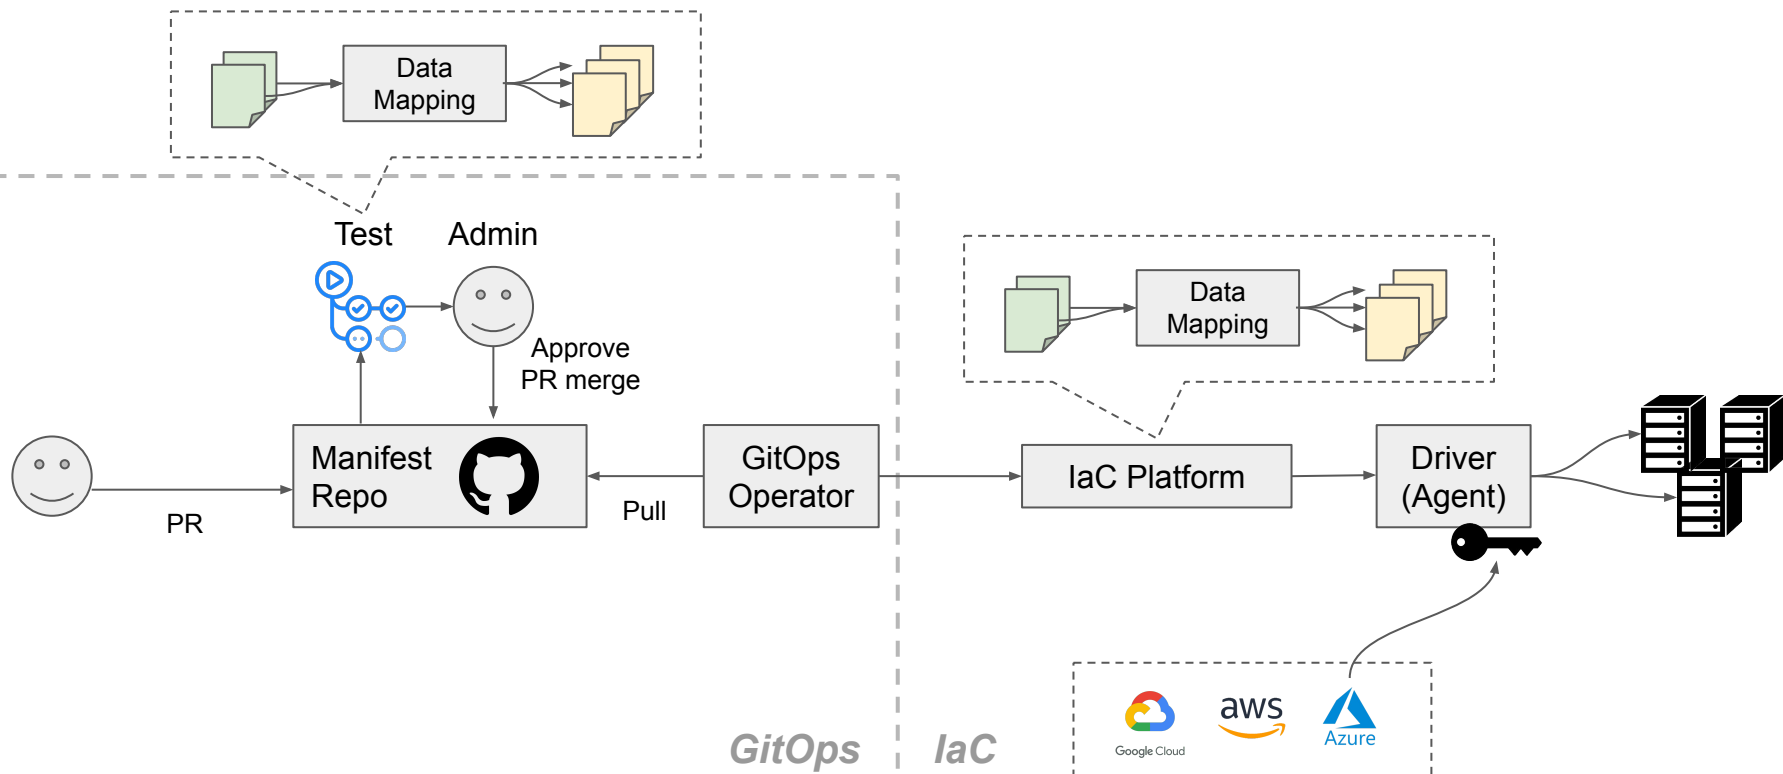 Data
Mapping
Test
Admin
Approve
PR merge
Data
Mapping
Manifest
Repo
GitOps
Operator
IaC Platform
Driver
(Agent)
PR
Pull
GitOps
IaC
Google Cloud
aws
Azure